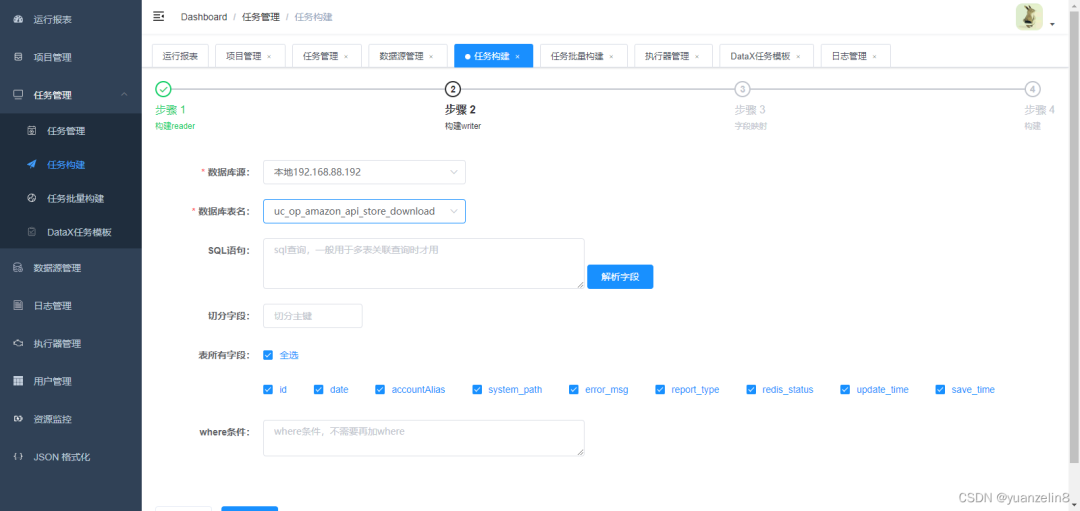 运行报表
项目管理
任务管理
任务管理
任务构建
任务批量构建
DataX任务模板
数据源管理
日志管理
执行器管理
用户管理
资源监控
JSON 格式化
Dashboard / 任务管理 / 任务构建
运行报表 项目管理 × 任务管理 × 数据源管理 × 任务构建 × 任务批量构建 × 执行器管理 × DataX任务模板 × 日志管理 ×
2 3 4
步骤 1 步骤 2 步骤 3 步骤 4
构建reader 构建writer 字段映射 构建
* 数据库源： 本地192.168.88.192
* 数据库表名： uc_op_amazon_api_store_download
SQL语句： sql查询，一般用于多表关联查询时才用
解析字段
切分字段： 切分主键
表所有字段： 全选
id date accountAlias system_path error_msg report_type redis_status update_time save_time
where条件： where条件，不需要再加where
CSDN @yuanzelin8